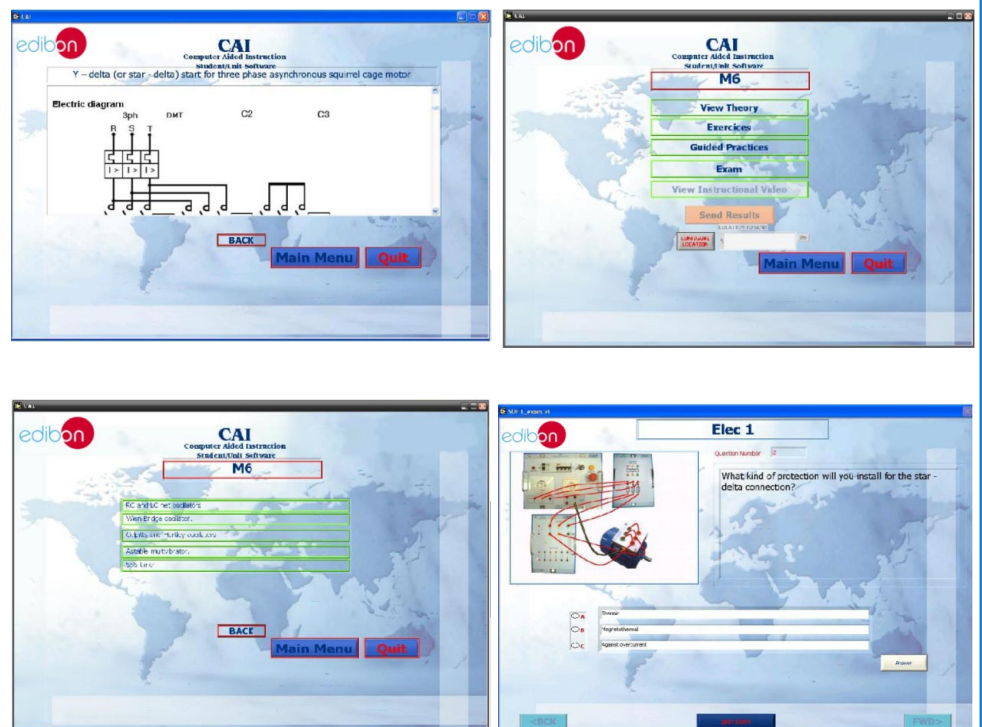 CAI
edibon
CAI
Computer Aided Instruction
Student/Unit Software
Y – delta (or star - delta) start for three phase asynchronous squirrel cage motor
Electric diagram
3ph DMT C2 C3
R S T
I > I > I >
BACK
Main Menu Quit
CAI
edibon
CAI
Computer Aided Instruction
Student/Unit Software
M6
View Theory
Exercices
Guided Practices
Exam
View Instructional Video
Send Results
LOCATION
Main Menu Quit
CAI
edibon
CAI
Computer Aided Instruction
Student/Unit Software
M6
RC and LC net oscillators
Wien Bridge oscillator.
Astable multivibrator.
BACK
Main Menu Quit
edibon
Elec 1
Question Number
What kind of protection will you install for the star -
delta connection?
A
B Magnetothermal
C Against overcurrent
Answer
<BCK FWD>